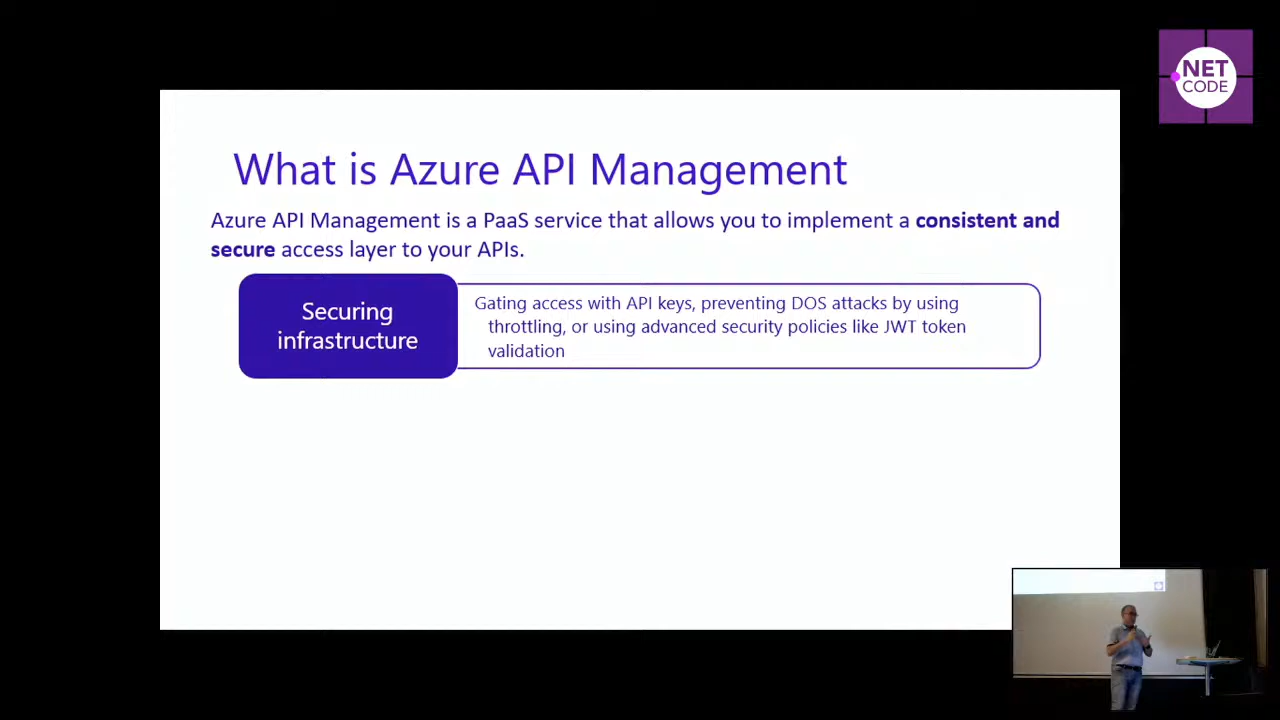 NET
CODE
What is Azure API Management
Azure API Management is a PaaS service that allows you to implement a consistent and
secure access layer to your APIs.
Securing
infrastructure
Gating access with API keys, preventing DOS attacks by using
throttling, or using advanced security policies like JWT token
validation